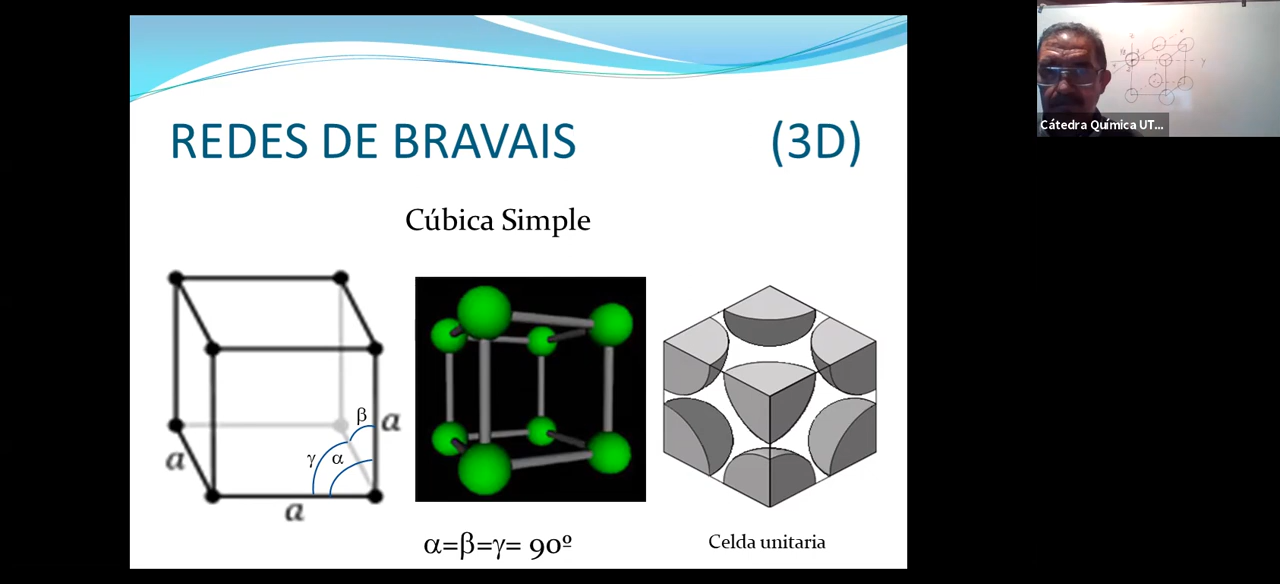 REDES DE BRAVAIS (3D)
Cúbica Simple
a
a
a
β
γ
α
α=β=γ= 90º
Celda unitaria
Cátedra Química UT...